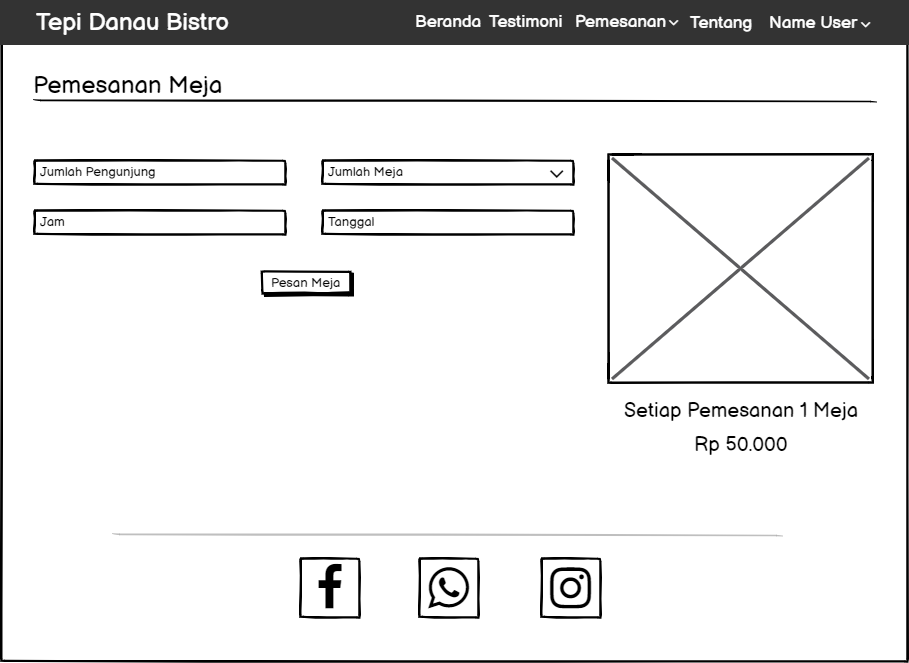 Tepi Danau Bistro
Beranda Testimoni Pemesanan Tentang Name User
Pemesanan Meja
Jumlah Pengunjung
Jumlah Meja
Jam
Tanggal
Pesan Meja
Setiap Pemesanan 1 Meja
Rp 50.000